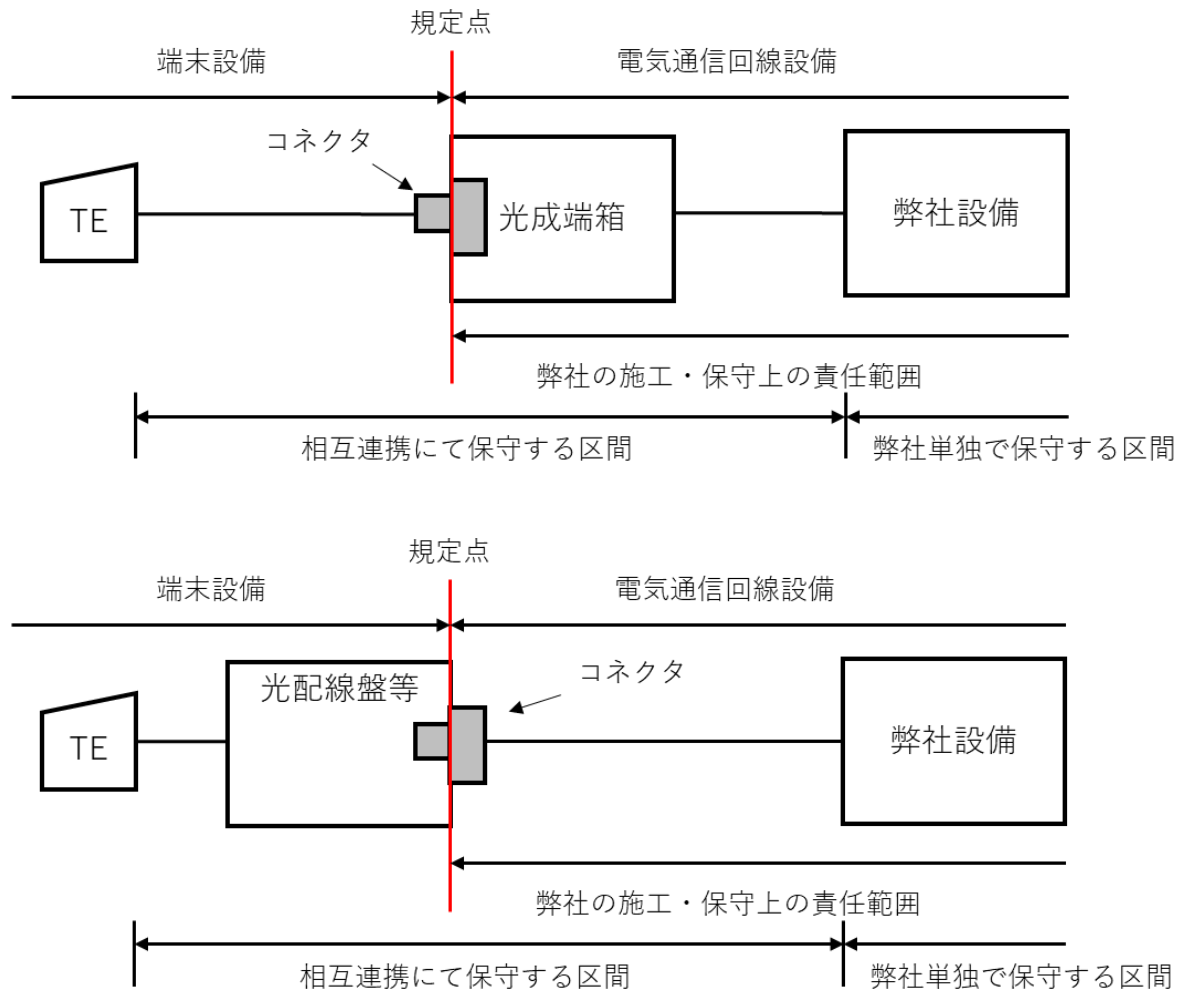 規定点
端末設備
電気通信回線設備
コネクタ
TE
光成端箱
弊社設備
弊社の施工・保守上の責任範囲
相互連携にて保守する区間
弊社単独で保守する区間
規定点
端末設備
電気通信回線設備
光配線盤等
コネクタ
TE
弊社設備
弊社の施工・保守上の責任範囲
相互連携にて保守する区間
弊社単独で保守する区間